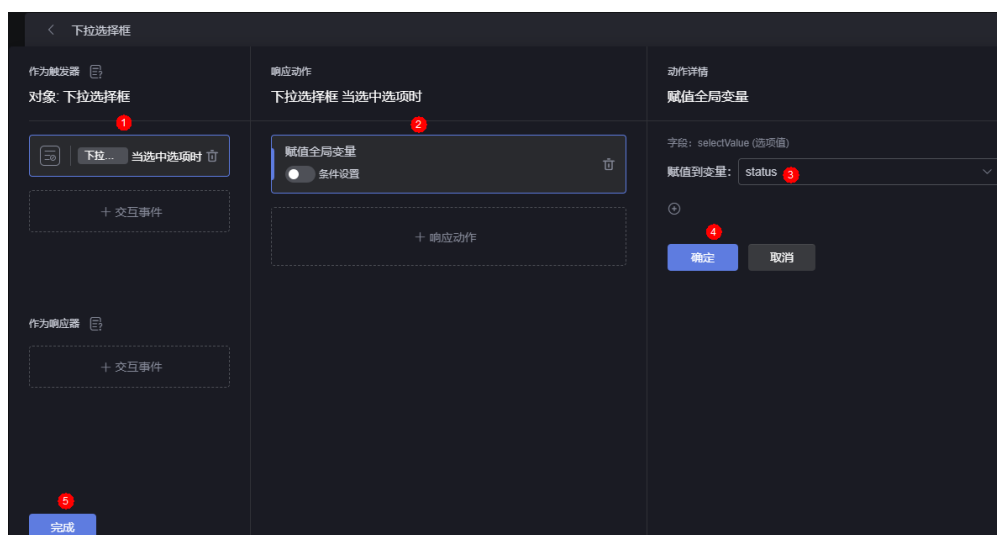 下拉选择框
作为触发器
对象: 下拉选择框
1
下拉... 当选中选项时
+ 交互事件
作为响应器
+ 交互事件
5
完成
响应动作
下拉选择框 当选中选项时
2
赋值全局变量
条件设置
+ 响应动作
动作详情
赋值全局变量
字段：selectValue (选项值)
赋值到变量： status 3
4
确定 取消